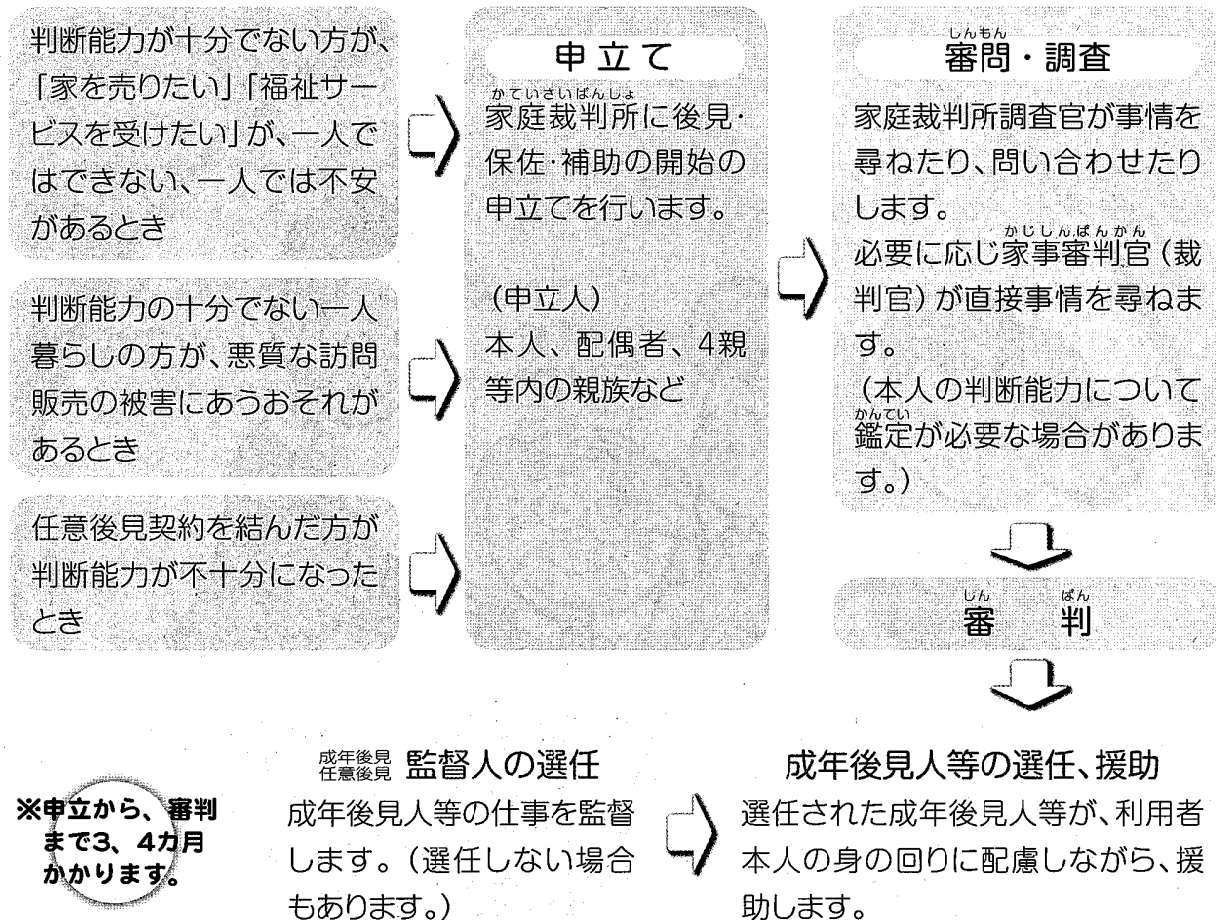 判断能力が十分でない方が、
「家を売りたい」「福祉サー
ビスを受けたい」が、一人で
はできない、一人では不安
があるとき
判断能力の十分でない一人
暮らしの方が、悪質な訪問
販売の被害にあうおそれが
あるとき
任意後見契約を結んだ方が
判断能力が不十分になった
とき
申立て
かていさいばんしょ
家庭裁判所に後見・
保佐・補助の開始の
申立てを行います。
(申立人)
本人、配偶者、4親
等内の親族など
しんもん
審問・調査
家庭裁判所調査官が事情を
尋ねたり、問い合わせたり
します。
かじしんぱんかん
必要に応じ家事審判官(裁
判官)が直接事情を尋ねま
す。
(本人の判断能力について
かんてい
鑑定が必要な場合がありま
す。)
しん ぱん
審 判
※申立から、審判
まで3、4カ月
かかります。
成年後見
任意後見 監督人の選任
成年後見人等の仕事を監督
します。(選任しない場合
もあります。)
成年後見人等の選任、援助
選任された成年後見人等が、利用者
本人の身の回りに配慮しながら、援
助します。